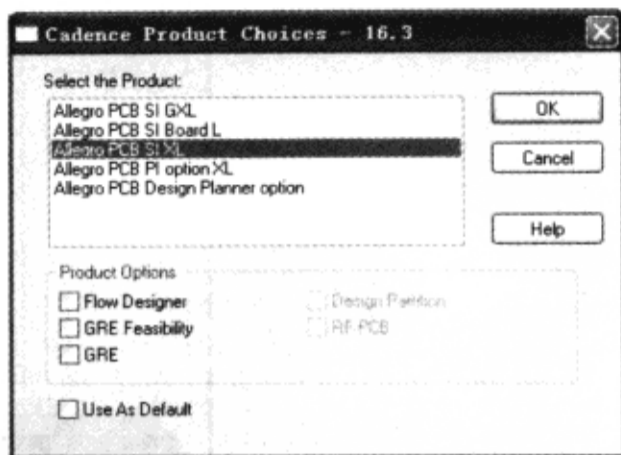 Cadence Product Choices - 16.3
Select the Product:
Allegro PCB SI GXL
Allegro PCB SI Board L
Allegro PCB SI XL
Allegro PCB PI option XL
Allegro PCB Design Planner option
OK
Cancel
Help
Product Options
Flow Designer
Design Partition
GRE Feasibility
RF PCB
GRE
Use As Default